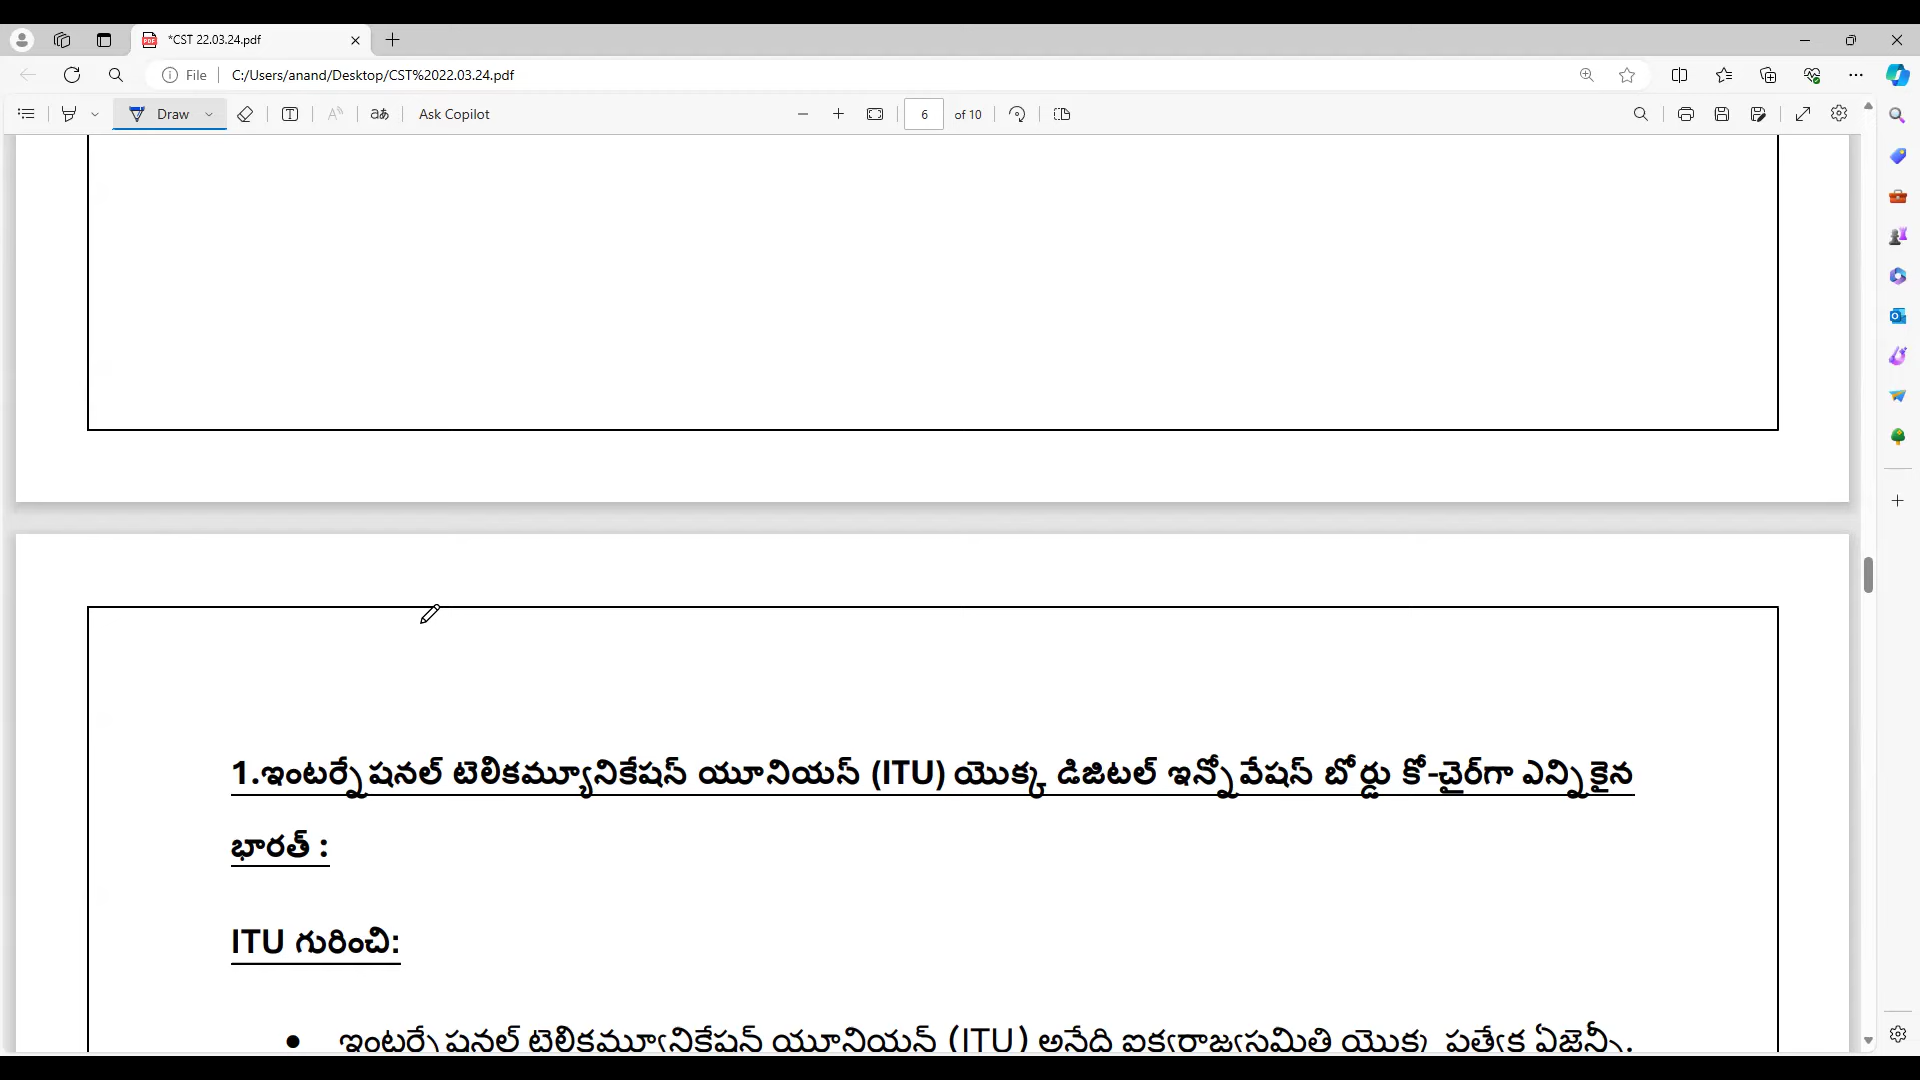 *CST 22.03.24.pdf
File
C:/Users/anand/Desktop/CST%2022.03.24.pdf
Draw
Ask Copilot
6 of 10
1.ఇంటర్నేషనల్ టెలికమ్యూనికేషన్ యూనియన్ (ITU) యొక్క డిజిటల్ ఇన్నోవేషన్ బోర్డు కో-చైర్‌గా ఎన్నికైన
భారత్ :
ITU గురించి:
• ఇంటర్నేషనల్ టెలికమ్యూనికేషన్ యూనియన్ (ITU) అనేది ఐక్యరాజ్యసమితి యొక్క ప్రత్యేక ఏజెన్సీ.